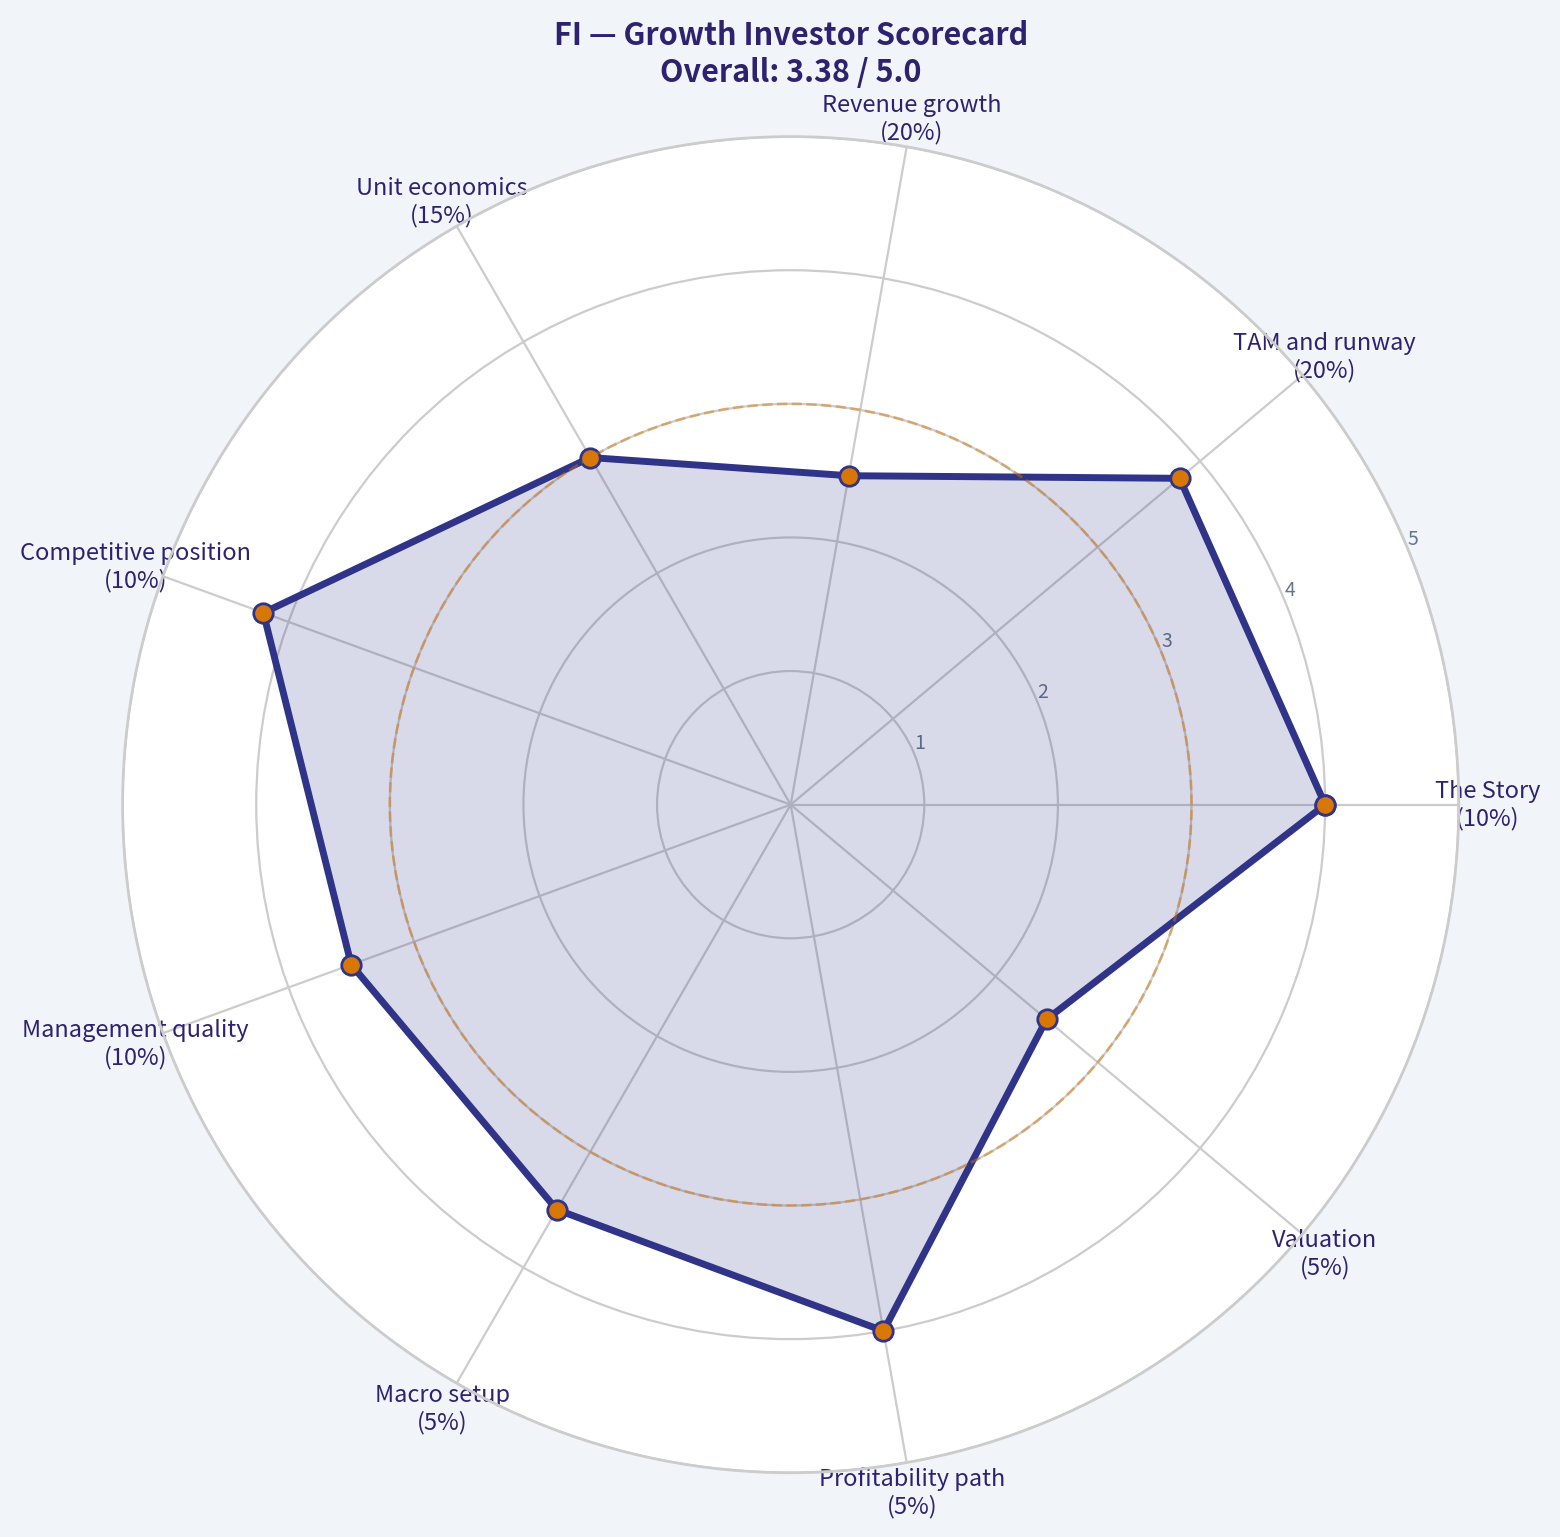 FI — Growth Investor Scorecard
Overall: 3.38 / 5.0
Revenue growth
(20%)
Unit economics
(15%)
TAM and runway
(20%)
5
Competitive position
(10%)
4
3
2
1
The Story
(10%)
Management quality
(10%)
Valuation
(5%)
Macro setup
(5%)
Profitability path
(5%)